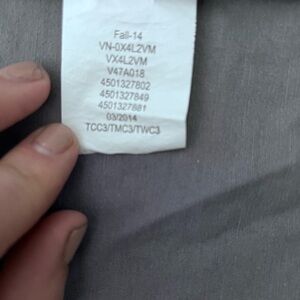 Fall-14
VN-0X4L2VM
VX4L2VM
V47A018
4501327802
4501327849
4501327881
03/2014
TCC3/TMC3/TWC3